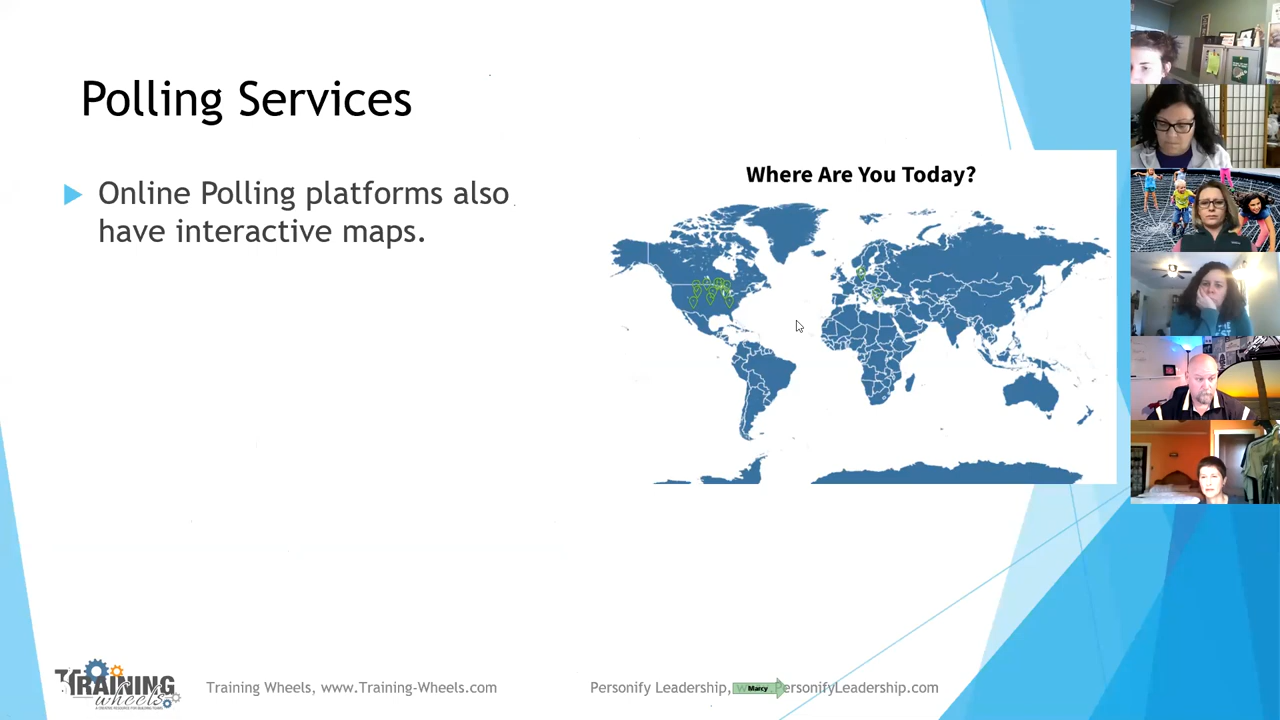 Polling Services
Online Polling platforms also
have interactive maps.
Where Are You Today?
TRAINING
wheels
Training Wheels, www.Training-Wheels.com
Personify Leadership, Marcy PersonifyLeadership.com